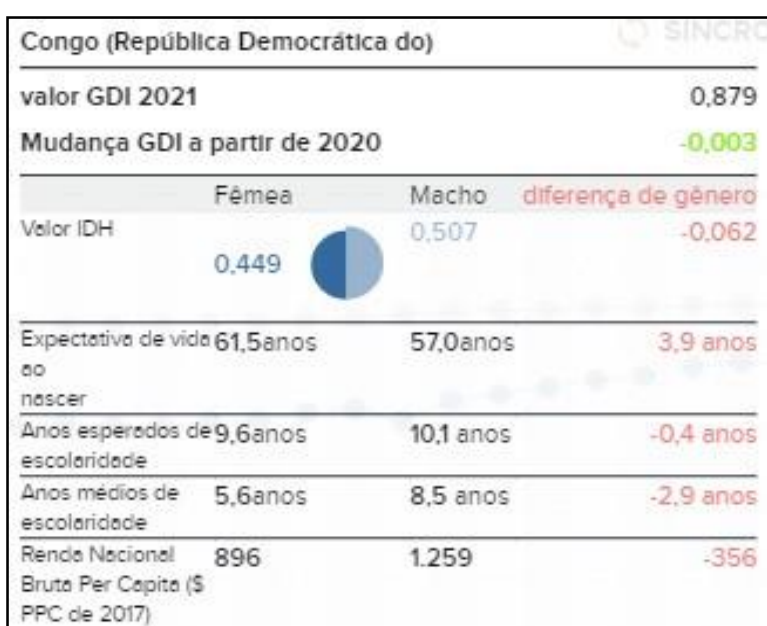 Congo (República Democrática do)
SINCRO
valor GDI 2021 0,879
Mudança GDI a partir de 2020 -0,003
Fêmea Macho diferença de gênero
Valor IDH 0,449 0,507 -0,062
Expectativa de vida 61,5anos 57,0anos 3,9 anos
ao
nascer
Anos esperados de 9,6anos 10,1 anos -0,4 anos
escolaridade
Anos médios de 5,6anos 8,5 anos -2,9 anos
escolaridade
Renda Nacional 896 1.259 -356
Bruta Per Capita ($
PPC de 2017)